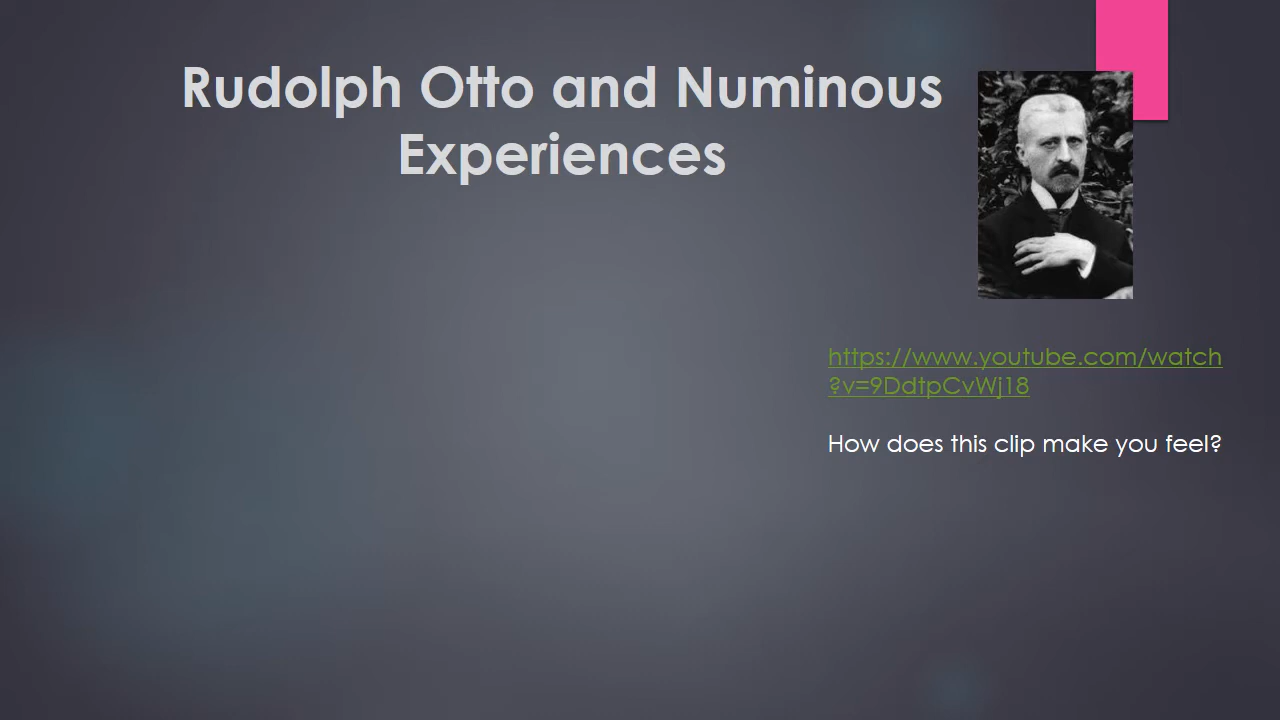 Rudolph Otto and Numinous
Experiences
https://www.youtube.com/watch
?v=9DdtpCvWj18
How does this clip make you feel?